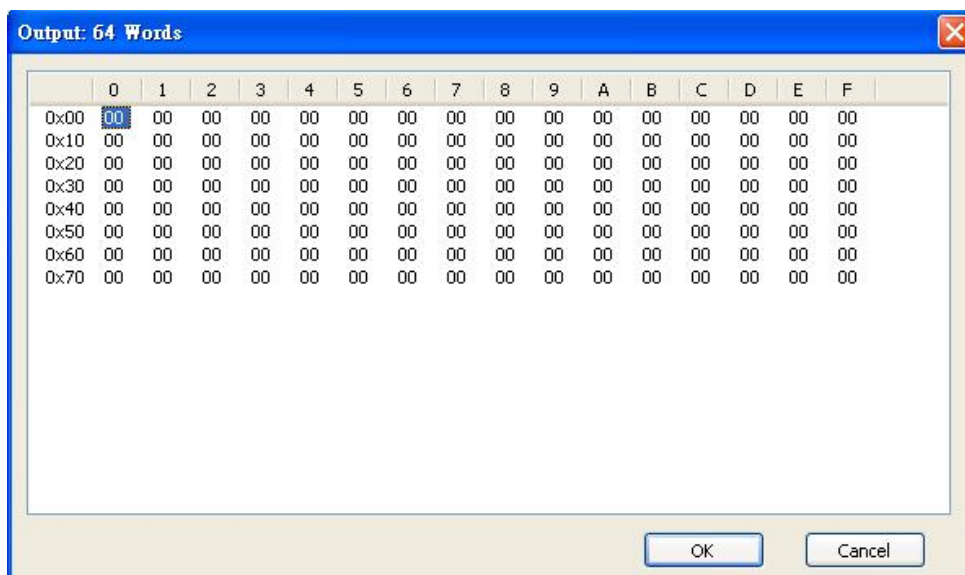 Output: 64 Words
0 1 2 3 4 5 6 7 8 9 A B C D E F
0x00 00 00 00 00 00 00 00 00 00 00 00 00 00 00 00 00
0x10 00 00 00 00 00 00 00 00 00 00 00 00 00 00 00 00
0x20 00 00 00 00 00 00 00 00 00 00 00 00 00 00 00 00
0x30 00 00 00 00 00 00 00 00 00 00 00 00 00 00 00 00
0x40 00 00 00 00 00 00 00 00 00 00 00 00 00 00 00 00
0x50 00 00 00 00 00 00 00 00 00 00 00 00 00 00 00 00
0x60 00 00 00 00 00 00 00 00 00 00 00 00 00 00 00 00
0x70 00 00 00 00 00 00 00 00 00 00 00 00 00 00 00 00
OK Cancel